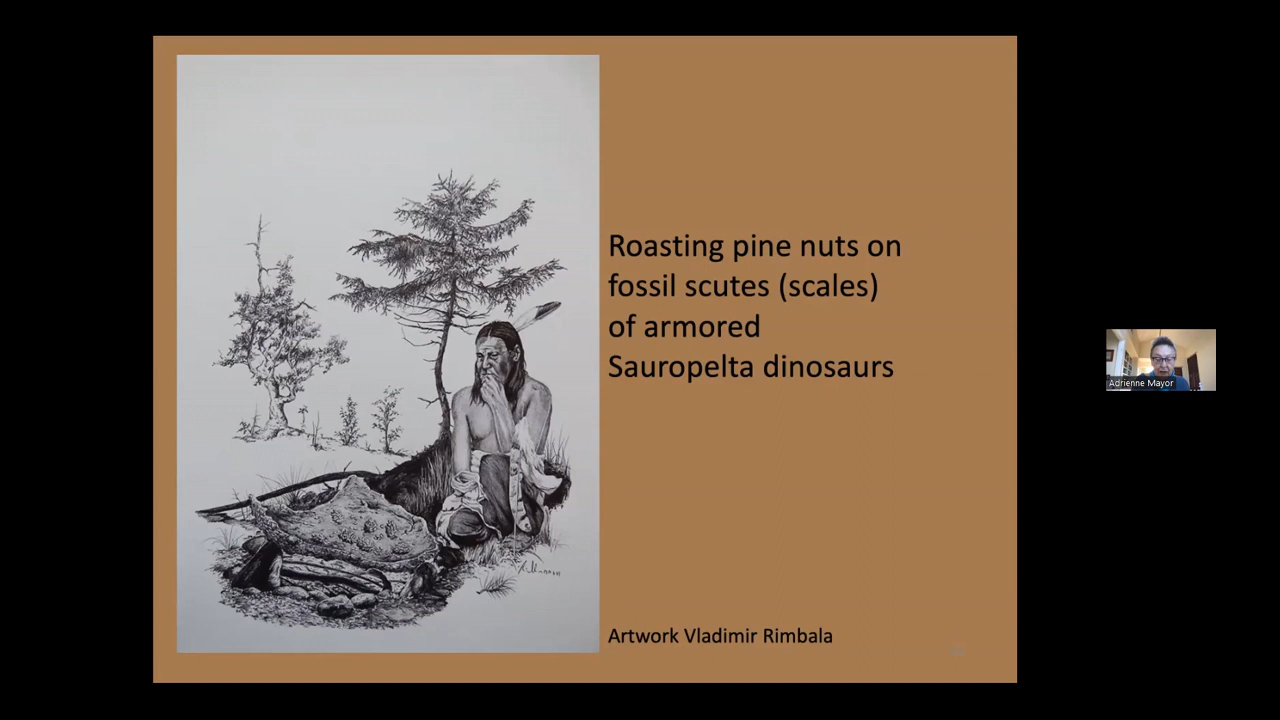 Roasting pine nuts on
fossil scutes (scales)
of armored
Sauropelta dinosaurs
Artwork Vladimir Rimbala
Adrienne Mayor